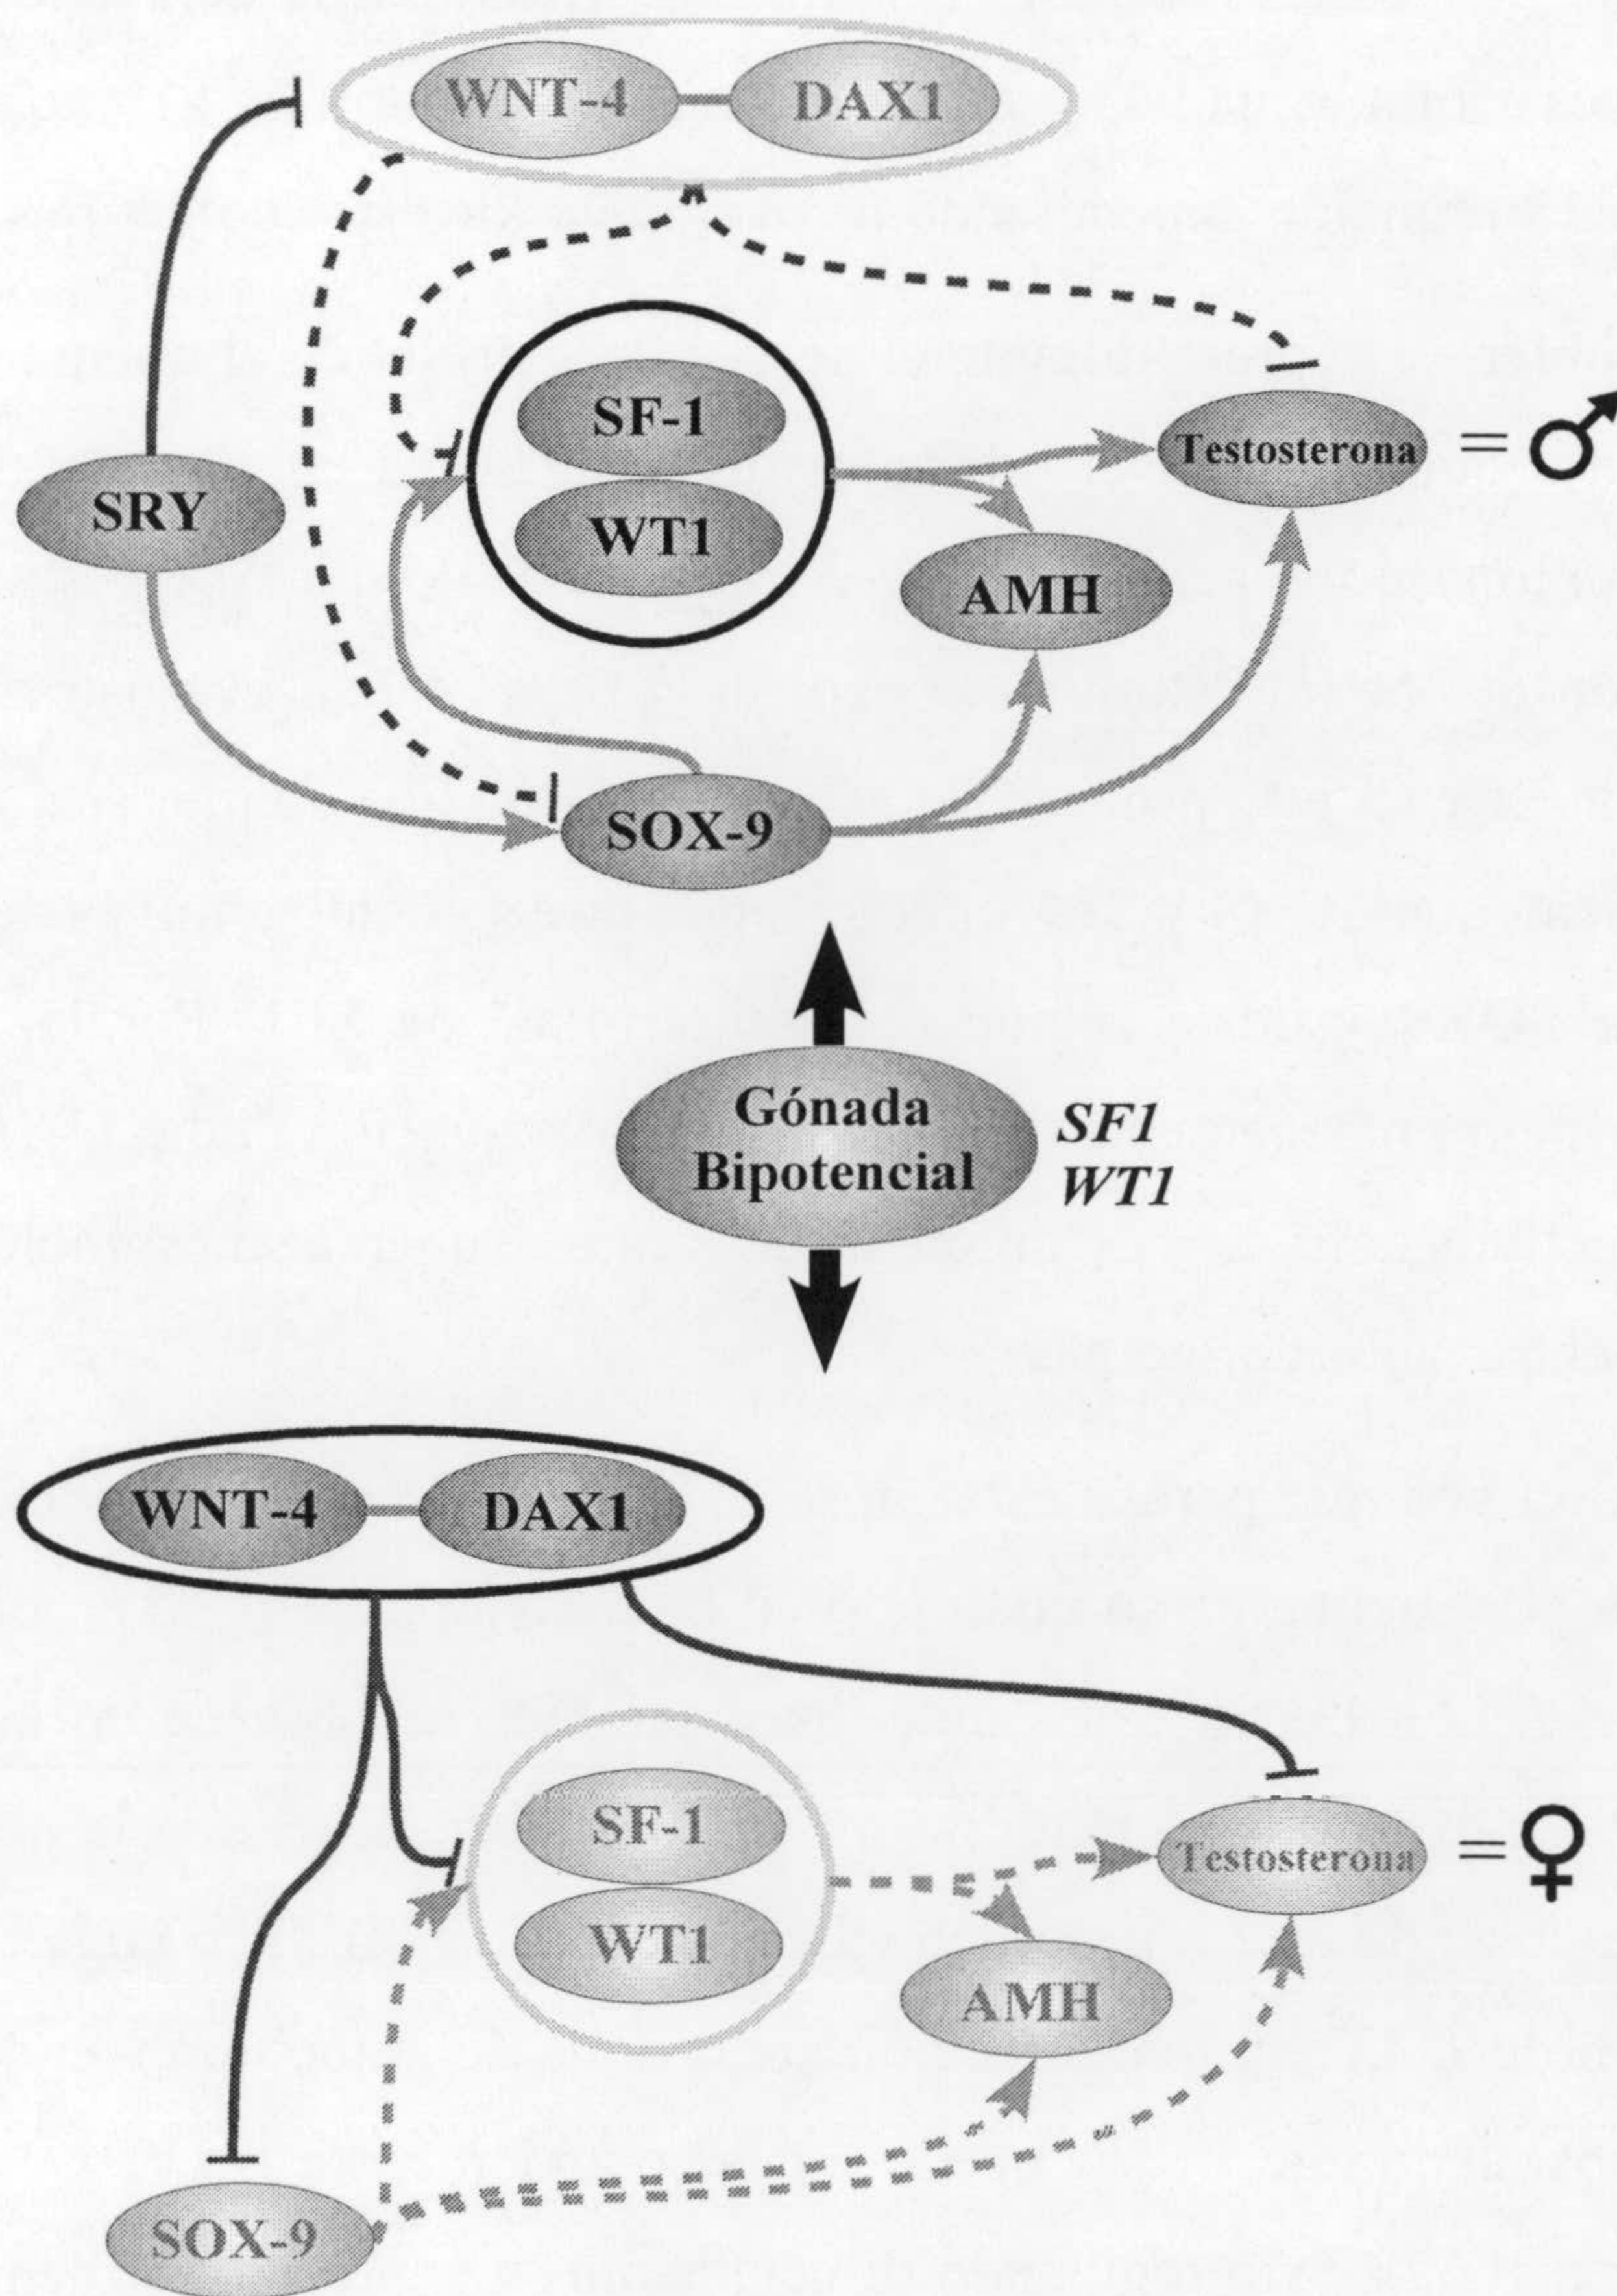 WNT-4
DAX1
SF-1
WT1
Testosterona =
SRY
AMH
SOX-9
Gónada
Bipotencial
SF1
WT1
WNT-4
DAX1
SF-1
WT1
Testosterona =
AMH
SOX-9